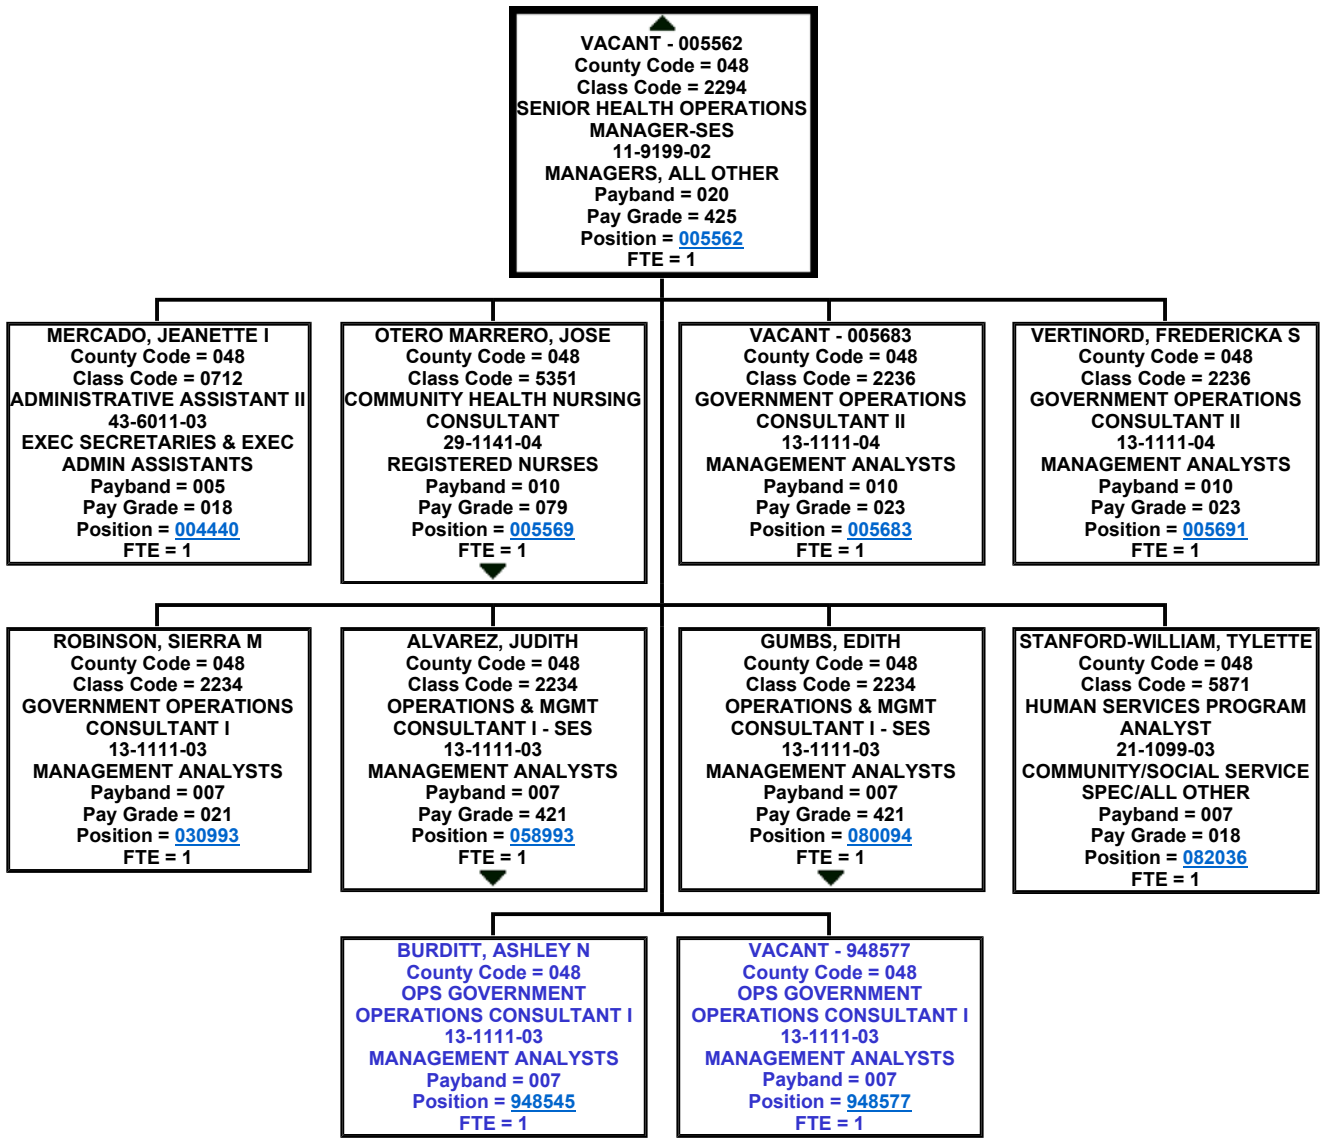 VACANT - 005562
County Code = 048
Class Code = 2294
SENIOR HEALTH OPERATIONS
MANAGER-SES
11-9199-02
MANAGERS, ALL OTHER
Payband = 020
Pay Grade = 425
Position = 005562
FTE = 1
MERCADO, JEANETTE I
County Code = 048
Class Code = 0712
ADMINISTRATIVE ASSISTANT II
43-6011-03
EXEC SECRETARIES & EXEC
ADMIN ASSISTANTS
Payband = 005
Pay Grade = 018
Position = 004440
FTE = 1
OTERO MARRERO, JOSE
County Code = 048
Class Code = 5351
COMMUNITY HEALTH NURSING
CONSULTANT
29-1141-04
REGISTERED NURSES
Payband = 010
Pay Grade = 079
Position = 005569
FTE = 1
VACANT - 005683
County Code = 048
Class Code = 2236
GOVERNMENT OPERATIONS
CONSULTANT II
13-1111-04
MANAGEMENT ANALYSTS
Payband = 010
Pay Grade = 023
Position = 005683
FTE = 1
VERTINORD, FREDERICKA S
County Code = 048
Class Code = 2236
GOVERNMENT OPERATIONS
CONSULTANT II
13-1111-04
MANAGEMENT ANALYSTS
Payband = 010
Pay Grade = 023
Position = 005691
FTE = 1
ROBINSON, SIERRA M
County Code = 048
Class Code = 2234
GOVERNMENT OPERATIONS
CONSULTANT I
13-1111-03
MANAGEMENT ANALYSTS
Payband = 007
Pay Grade = 021
Position = 030993
FTE = 1
ALVAREZ, JUDITH
County Code = 048
Class Code = 2234
OPERATIONS & MGMT
CONSULTANT I - SES
13-1111-03
MANAGEMENT ANALYSTS
Payband = 007
Pay Grade = 421
Position = 058993
FTE = 1
GUMBS, EDITH
County Code = 048
Class Code = 2234
OPERATIONS & MGMT
CONSULTANT I - SES
13-1111-03
MANAGEMENT ANALYSTS
Payband = 007
Pay Grade = 421
Position = 080094
FTE = 1
STANFORD-WILLIAM, TYLETTE
County Code = 048
Class Code = 5871
HUMAN SERVICES PROGRAM
ANALYST
21-1099-03
COMMUNITY/SOCIAL SERVICE
SPEC/ALL OTHER
Payband = 007
Pay Grade = 018
Position = 082036
FTE = 1
BURDITT, ASHLEY N
County Code = 048
OPS GOVERNMENT
OPERATIONS CONSULTANT I
13-1111-03
MANAGEMENT ANALYSTS
Payband = 007
Position = 948545
FTE = 1
VACANT - 948577
County Code = 048
OPS GOVERNMENT
OPERATIONS CONSULTANT I
13-1111-03
MANAGEMENT ANALYSTS
Payband = 007
Position = 948577
FTE = 1